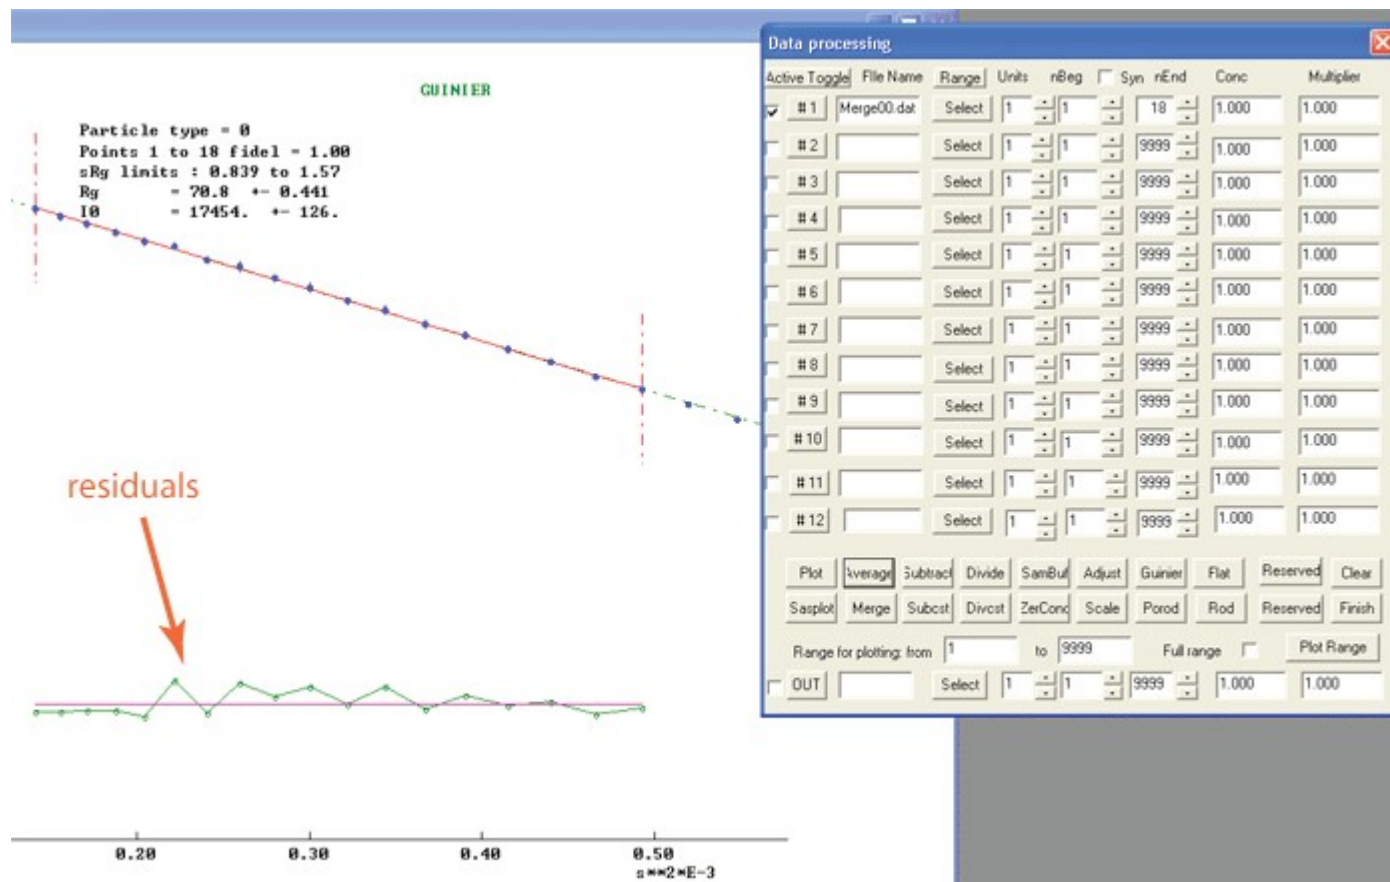 GUINIER
Particle type = 0
Points 1 to 18 fidel = 1.00
sRg limits : 0.839 to 1.57
Rg = 70.8 +- 0.441
I0 = 17454. +- 126.
residuals
0.20 0.30 0.40 0.50
s**2*E-3
Data processing
Active Toggle File Name Range Units nBeg Syn nEnd Conc Multiplier
#1 Merge00.dat Select 1 1 18 1.000 1.000
#2 Select 1 1 9999 1.000 1.000
#3 Select 1 1 9999 1.000 1.000
#4 Select 1 1 9999 1.000 1.000
#5 Select 1 1 9999 1.000 1.000
#6 Select 1 1 9999 1.000 1.000
#7 Select 1 1 9999 1.000 1.000
#8 Select 1 1 9999 1.000 1.000
#9 Select 1 1 9999 1.000 1.000
#10 Select 1 1 9999 1.000 1.000
#11 Select 1 1 9999 1.000 1.000
#12 Select 1 1 9999 1.000 1.000
Plot Average Subtract Divide SamBuf Adjust Guinier Flat Reserved Clear
Sasplot Merge Subcst Divcst ZerConc Scale Porod Rod Reserved Finish
Range for plotting: from 1 to 9999 Full range Plot Range
OUT Select 1 1 9999 1.000 1.000